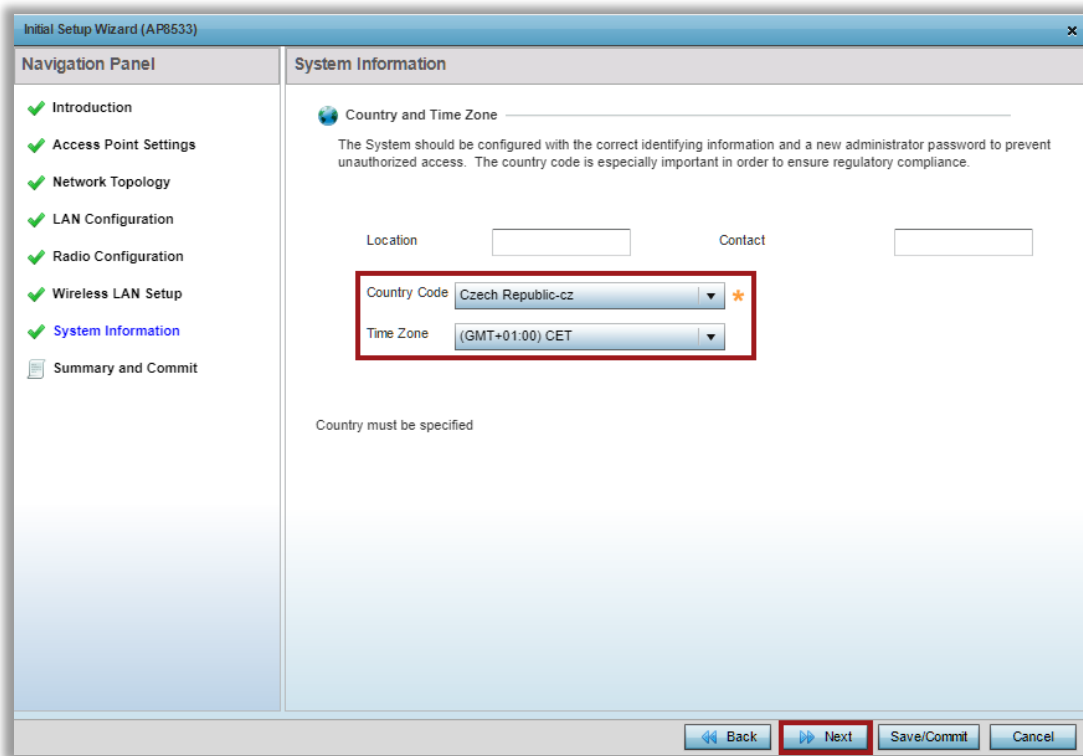 Initial Setup Wizard (AP8533)
Navigation Panel
Introduction
Access Point Settings
Network Topology
LAN Configuration
Radio Configuration
Wireless LAN Setup
System Information
Summary and Commit
System Information
Country and Time Zone
The System should be configured with the correct identifying information and a new administrator password to prevent
unauthorized access. The country code is especially important in order to ensure regulatory compliance.
Location Contact
Country Code Czech Republic-cz *
Time Zone (GMT+01:00) CET
Country must be specified
Back Next Save/Commit Cancel